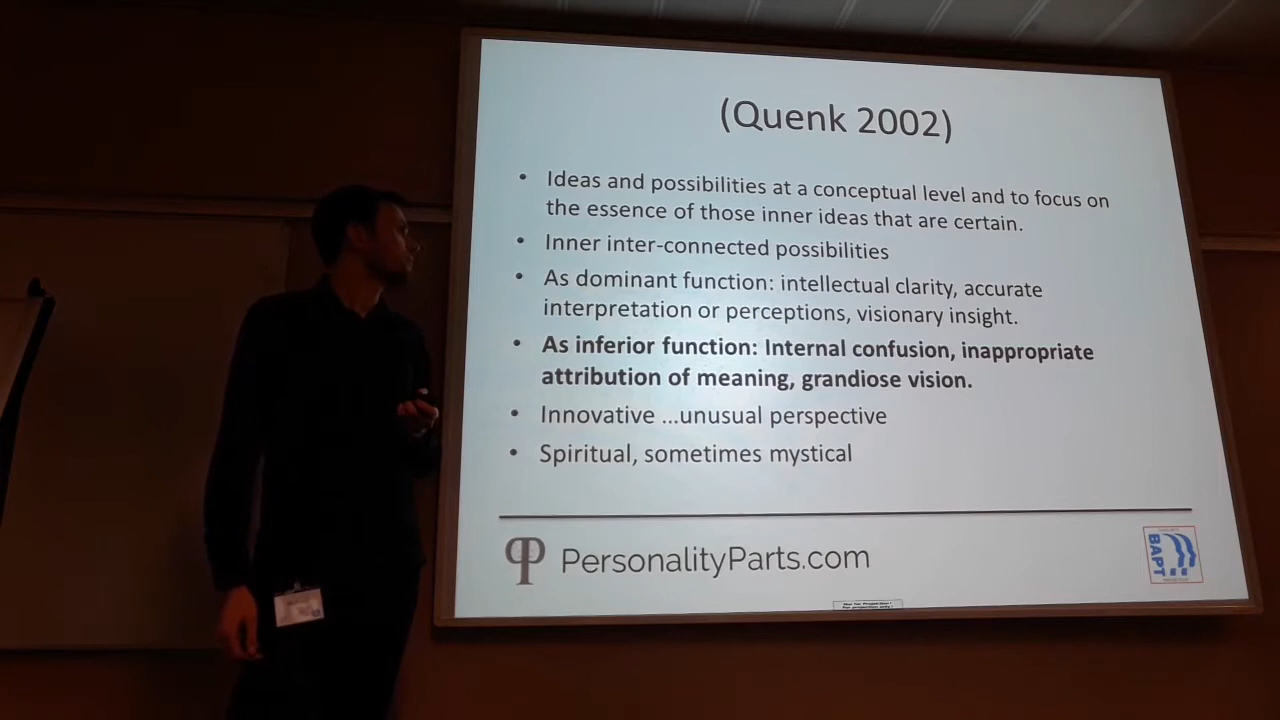 (Quenk 2002)
• Ideas and possibilities at a conceptual level and to focus on
the essence of those inner ideas that are certain.
• Inner inter-connected possibilities
• As dominant function: intellectual clarity, accurate
interpretation or perceptions, visionary insight.
• As inferior function: Internal confusion, inappropriate
attribution of meaning, grandiose vision.
• Innovative ...unusual perspective
• Spiritual, sometimes mystical
PersonalityParts.com
BAPT